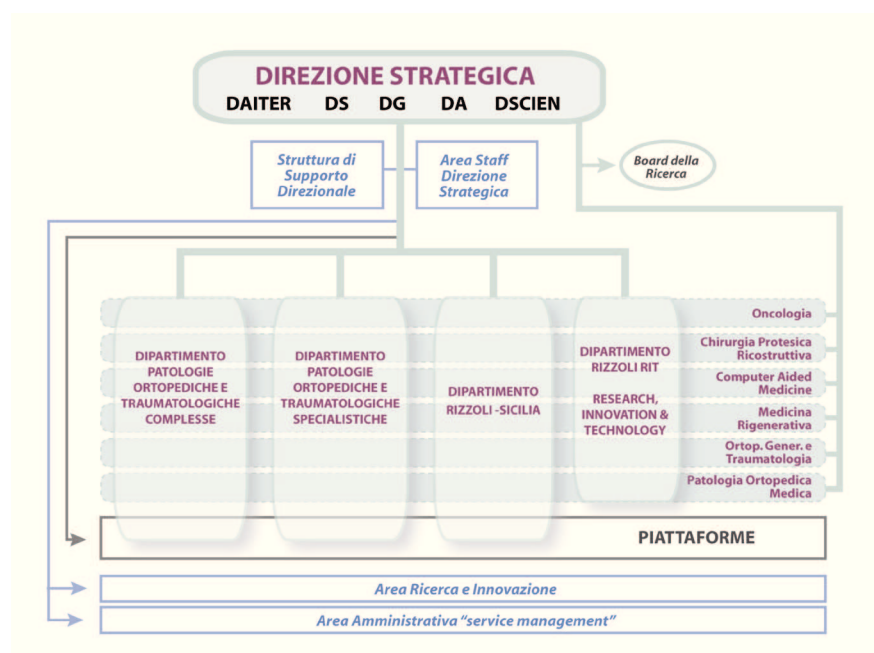 DIREZIONE STRATEGICA
DAITER DS DG DA DSCIEN
Struttura di
Supporto
Direzionale
Area Staff
Direzione
Strategica
Board della
Ricerca
DIPARTIMENTO
PATOLOGIE
ORTOPEDICHE E
TRAUMATOLOGICHE
COMPLESSE
DIPARTIMENTO
PATOLOGIE
ORTOPEDICHE E
TRAUMATOLOGICHE
SPECIALISTICHE
DIPARTIMENTO
RIZZOLI -SICILIA
DIPARTIMENTO
RIZZOLI RIT
RESEARCH,
INNOVATION &
TECHNOLOGY
Oncologia
Chirurgia Protesica
Ricostruttiva
Computer Aided
Medicine
Medicina
Rigenerativa
Ortop. Gener. e
Traumatologia
Patologia Ortopedica
Medica
PIATTAFORME
Area Ricerca e Innovazione
Area Amministrativa “service management”